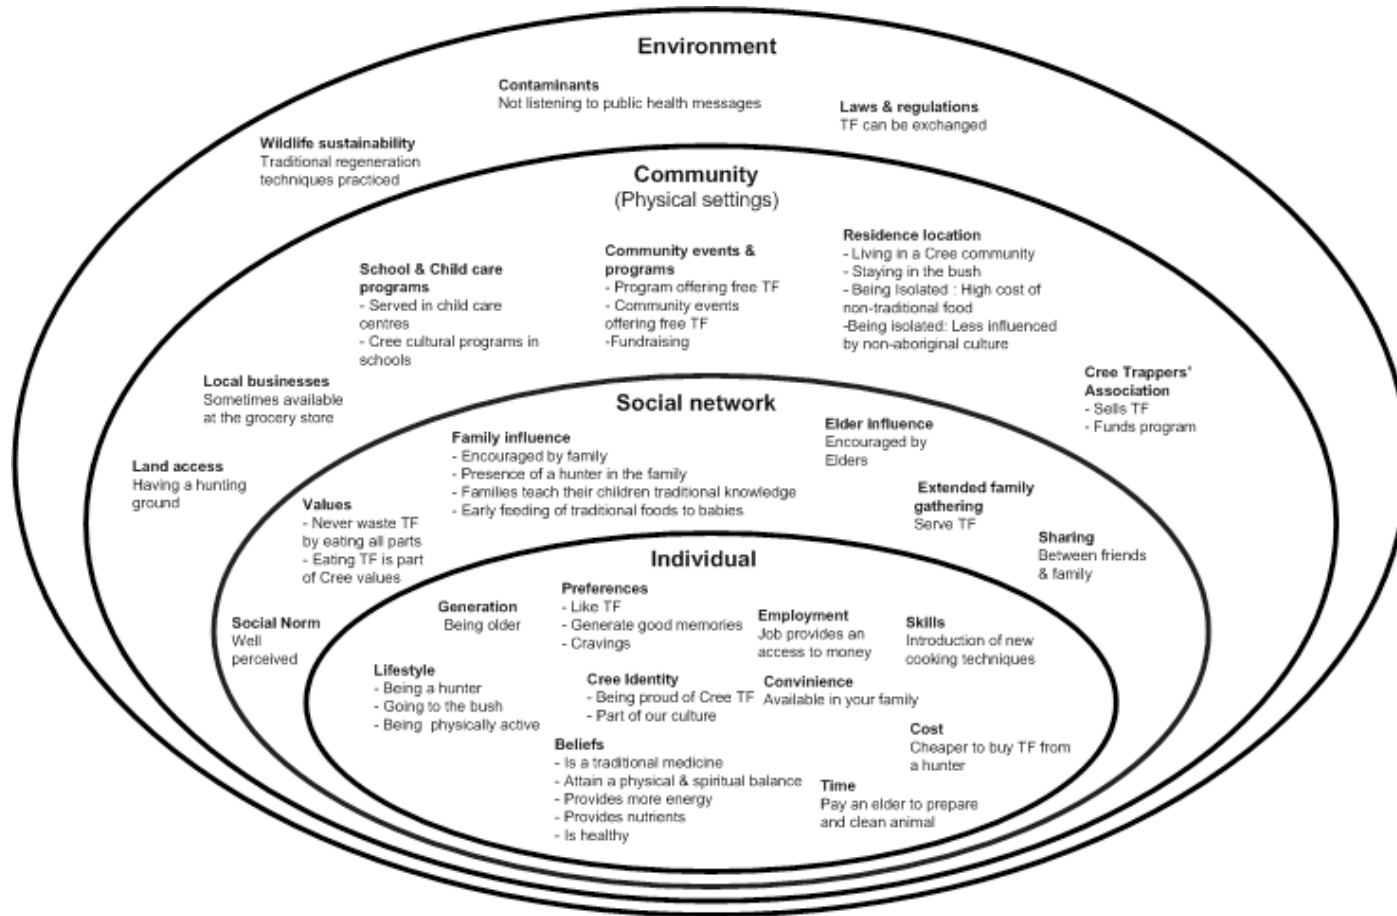 Environment
Contaminants
Not listening to public health messages
Laws & regulations
TF can be exchanged
Wildlife sustainability
Traditional regeneration
techniques practiced
Community
(Physical settings)
School & Child care
programs
- Served in child care
centres
- Cree cultural programs in
schools
Community events &
programs
- Program offering free TF
- Community events
offering free TF
-Fundraising
Residence location
- Living in a Cree community
- Staying in the bush
- Being Isolated : High cost of
non-traditional food
-Being isolated: Less influenced
by non-aboriginal culture
Local businesses
Sometimes available
at the grocery store
Cree Trappers'
Association
- Sells TF
- Funds program
Land access
Having a hunting
ground
Social network
Family influence
- Encouraged by family
- Presence of a hunter in the family
- Families teach their children traditional knowledge
- Early feeding of traditional foods to babies
Elder influence
Encouraged by
Elders
Values
- Never waste TF
by eating all parts
- Eating TF is part
of Cree values
Extended family
gathering
Serve TF
Sharing
Between friends
& family
Social Norm
Well
perceived
Individual
Generation
Being older
Preferences
- Like TF
- Generate good memories
- Cravings
Employment
Job provides an
access to money
Skills
Introduction of new
cooking techniques
Lifestyle
- Being a hunter
- Going to the bush
- Being physically active
Cree Identity
- Being proud of Cree TF
- Part of our culture
Convinience
Available in your family
Cost
Cheaper to buy TF from
a hunter
Beliefs
- Is a traditional medicine
- Attain a physical & spiritual balance
- Provides more energy
- Provides nutrients
- Is healthy
Time
Pay an elder to prepare
and clean animal